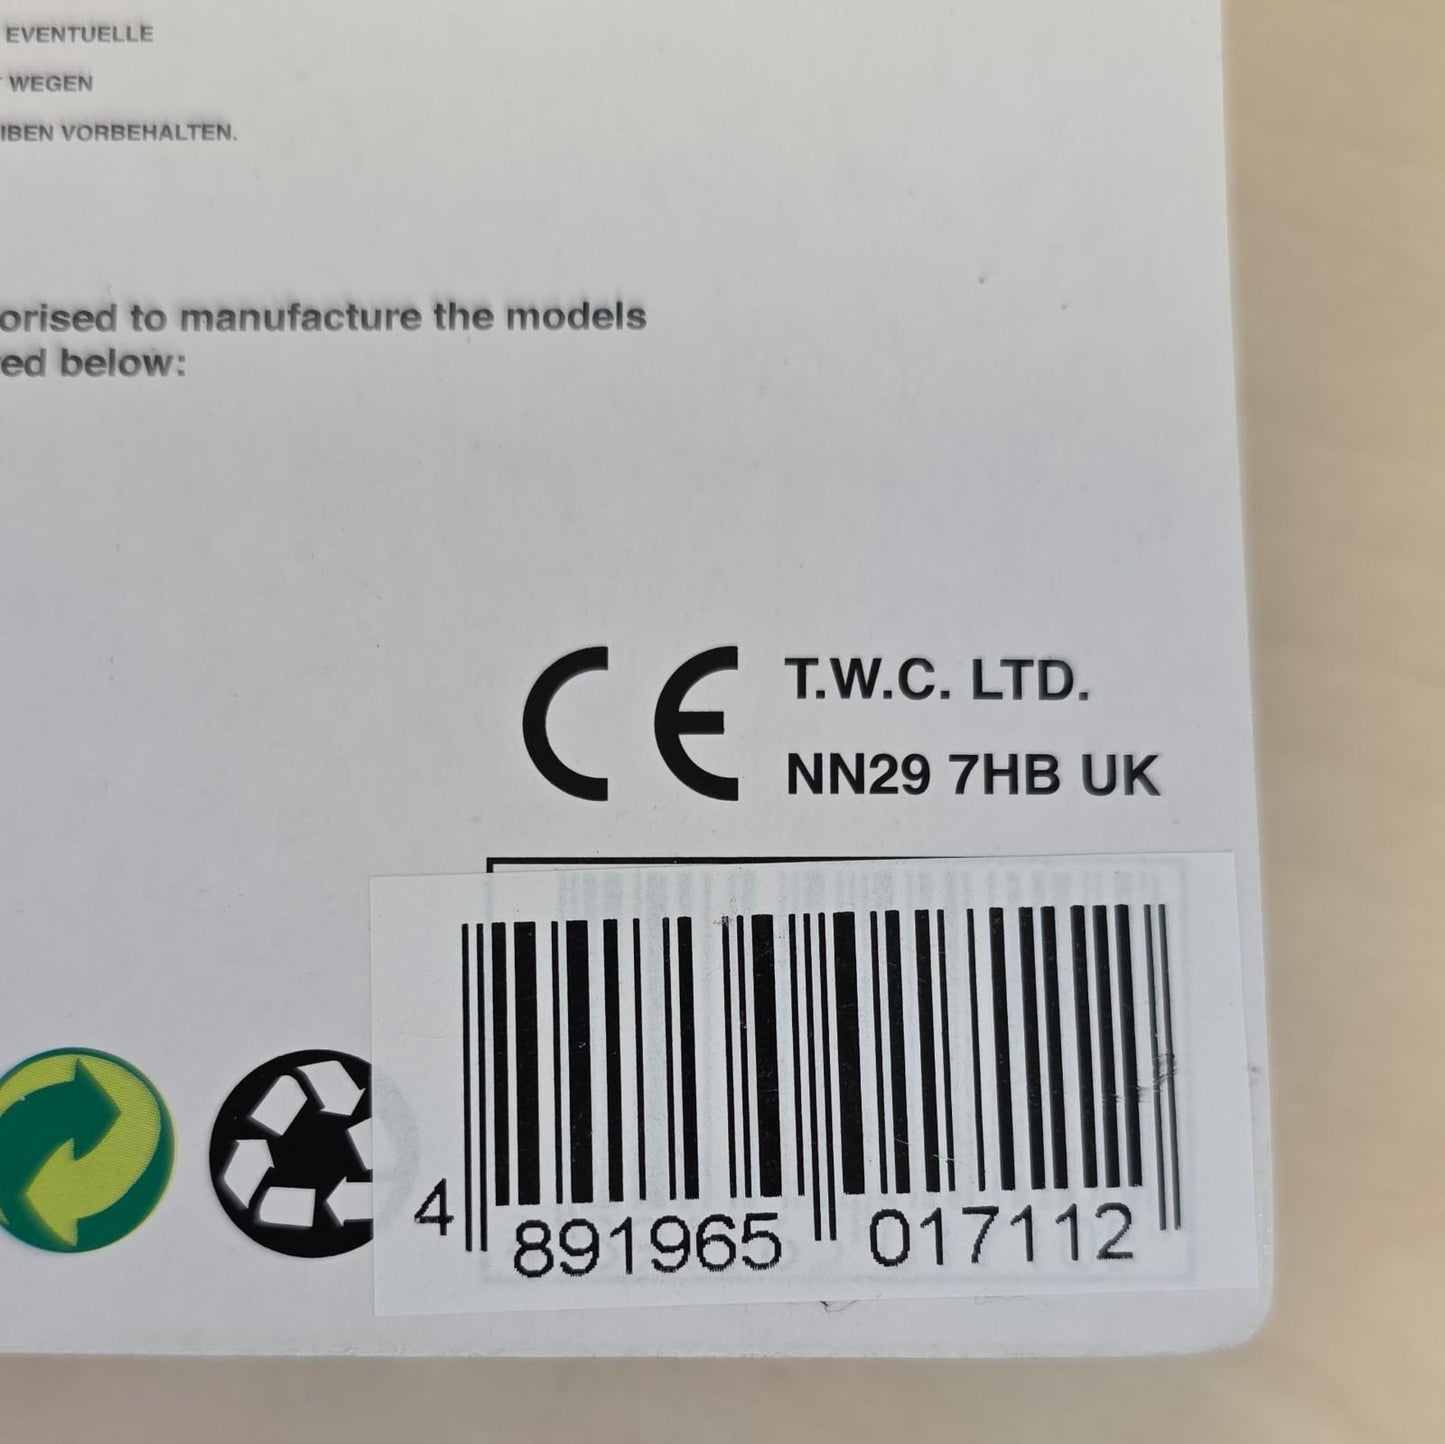 EVENTUELLE
WEGEN
IBEN VORBEHALTEN.
orised to manufacture the models
ed below:
CE
T.W.C. LTD.
NN29 7HB UK
4 891965 017112